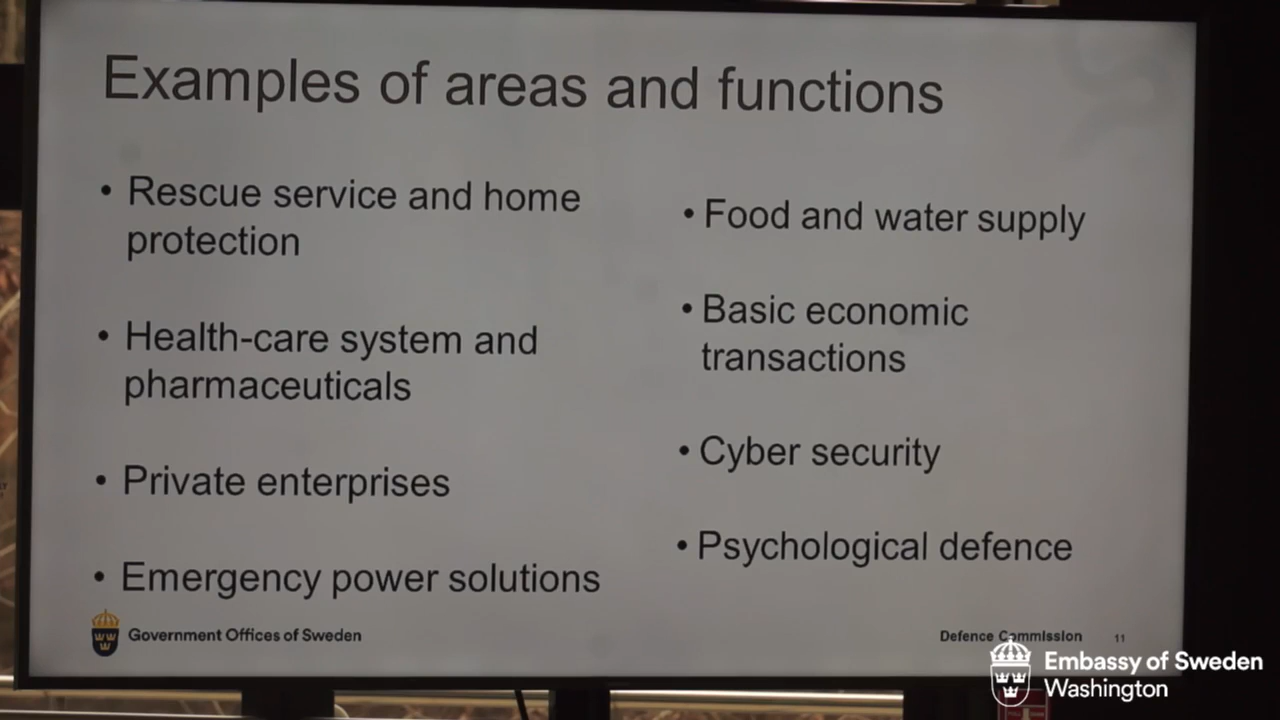 Examples of areas and functions
• Rescue service and home
protection
• Health-care system and
pharmaceuticals
• Private enterprises
• Emergency power solutions
• Food and water supply
• Basic economic
transactions
• Cyber security
• Psychological defence
Government Offices of Sweden
Defence Commission 11
Embassy of Sweden
Washington